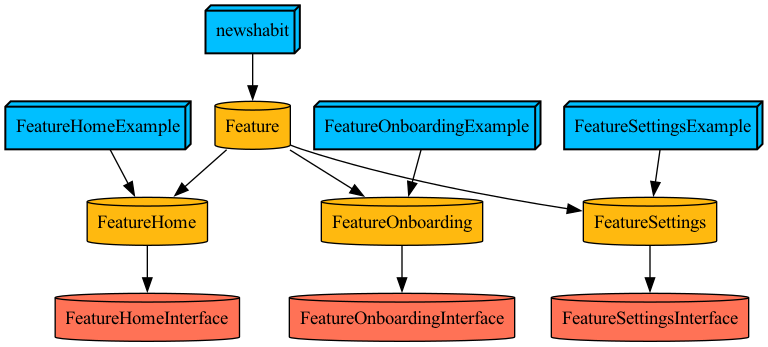 newshabit
FeatureHomeExample
Feature
FeatureOnboardingExample
FeatureSettingsExample
FeatureHome
FeatureOnboarding
FeatureSettings
FeatureHomeInterface
FeatureOnboardingInterface
FeatureSettingsInterface